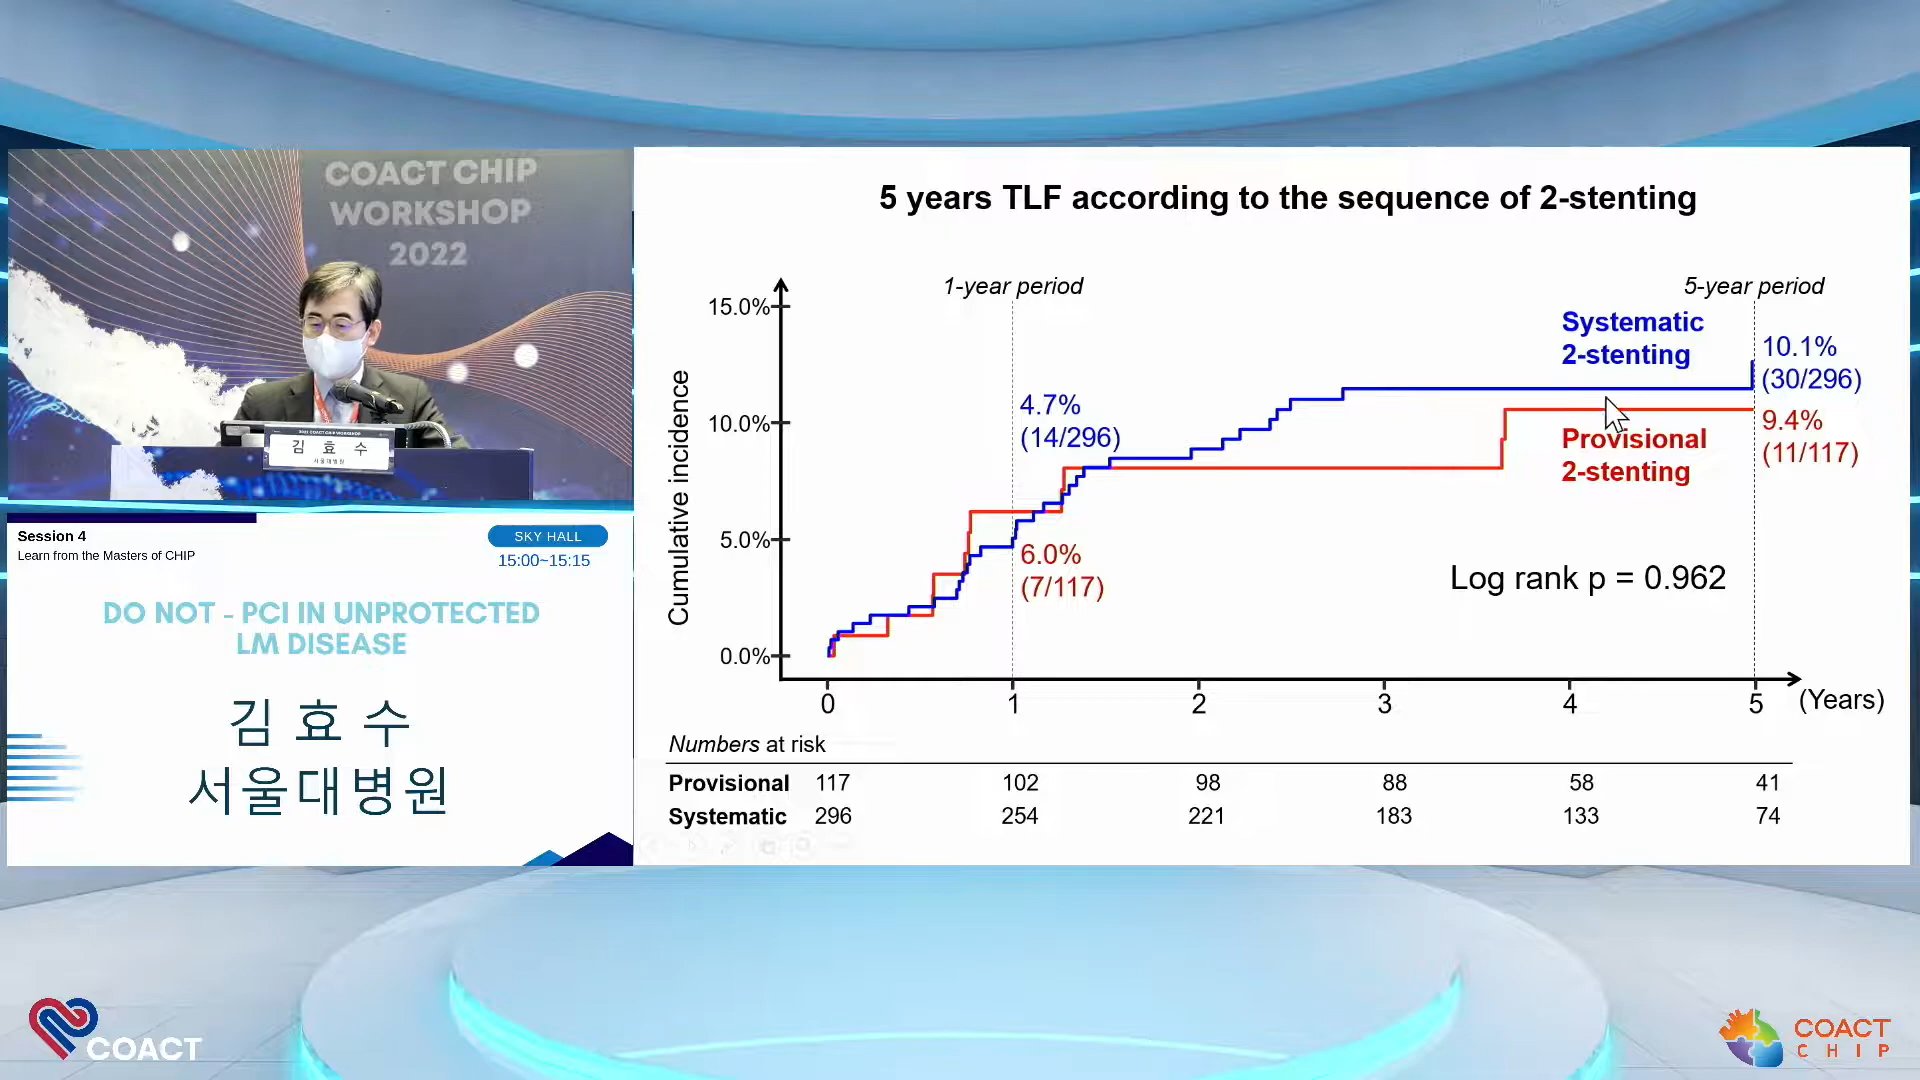 COACT CHIP
WORKSHOP
2022
김 효 수
서울대병원
Session 4
Learn from the Masters of CHIP
SKY HALL
15:00~15:15
DO NOT - PCI IN UNPROTECTED
LM DISEASE
김 효 수
서울대병원
5 years TLF according to the sequence of 2-stenting
1-year period
5-year period
Cumulative incidence
15.0%
10.0%
5.0%
0.0%
Systematic
2-stenting
10.1%
(30/296)
4.7%
(14/296)
Provisional
2-stenting
9.4%
(11/117)
6.0%
(7/117)
Log rank p = 0.962
0 1 2 3 4 5 (Years)
Numbers at risk
Provisional 117 102 98 88 58 41
Systematic 296 254 221 183 133 74
COACT
COACT
CHIP